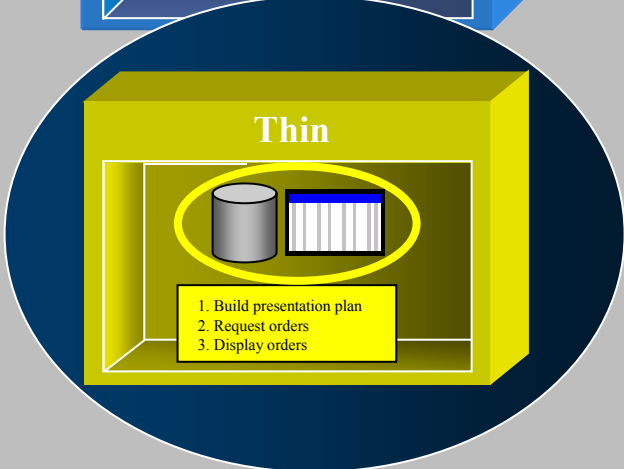 Thin
1. Build presentation plan
2. Request orders
3. Display orders